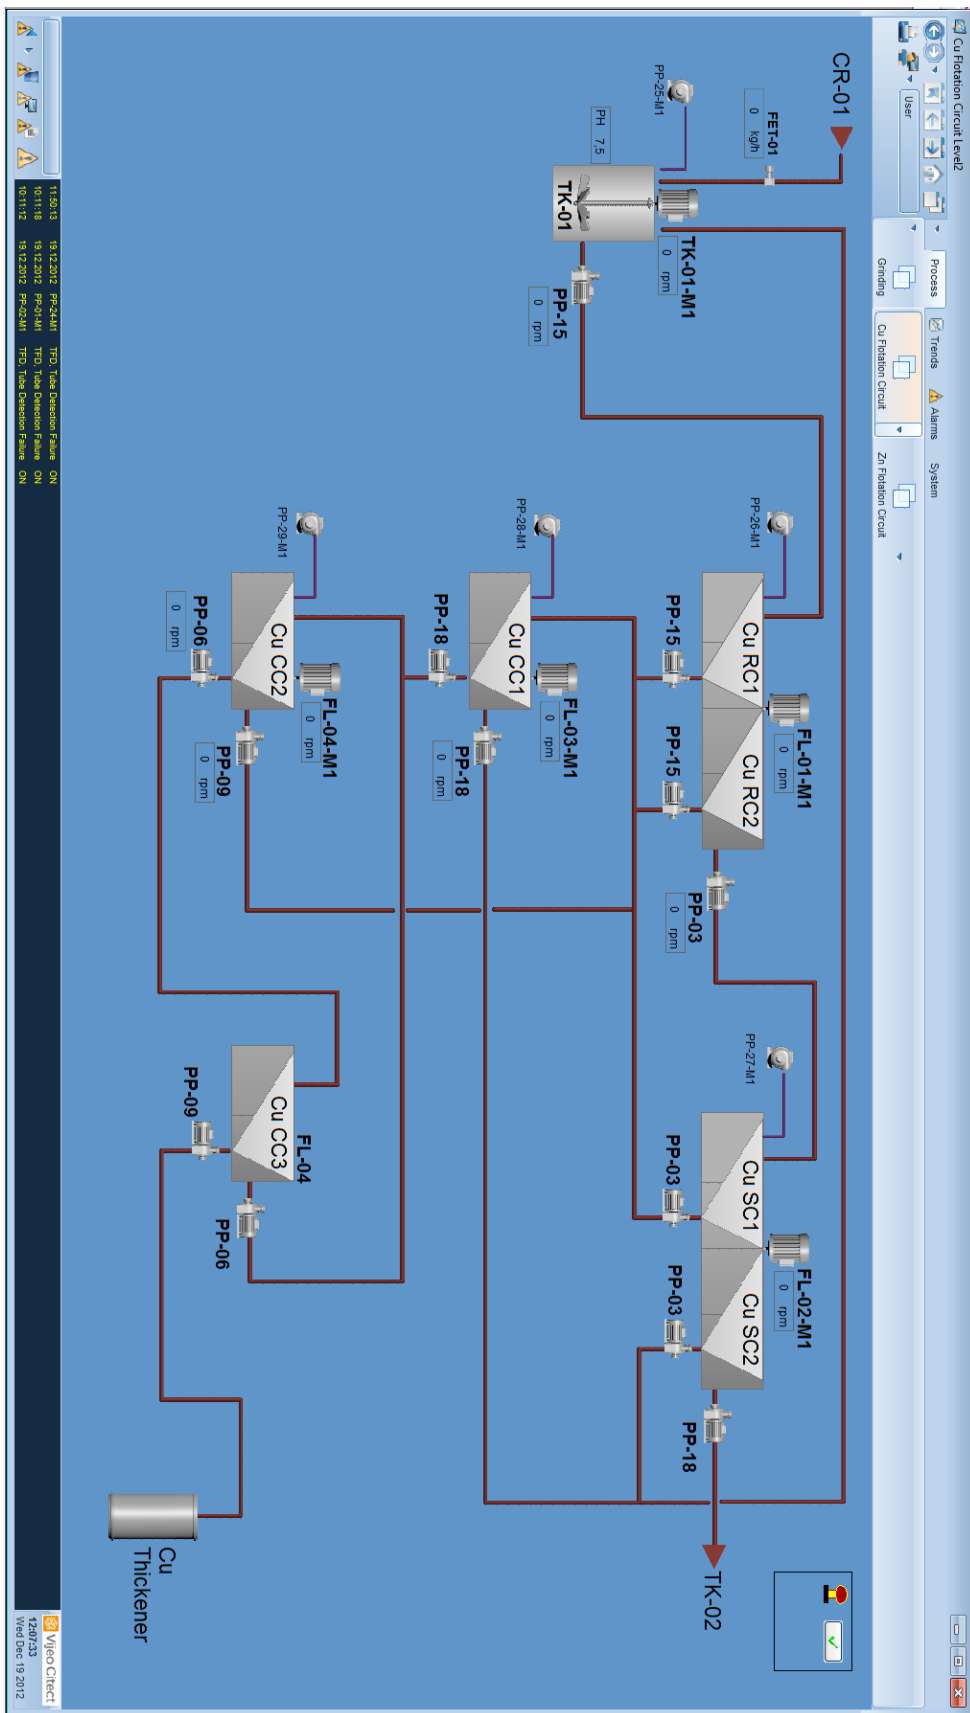 Cu Flotation Circuit Level2
User
Process
Trends
Alarms
System
Grinding
Cu Flotation Circuit
Zn Flotation Circuit
CR-01
FET-01
0 kg/h
PP-25-M1
PH 7,5
TK-01
TK-01-M1
0 rpm
PP-15
0 rpm
PP-26-M1
Cu RC1
Cu RC2
FL-01-M1
0 rpm
PP-15
PP-15
PP-03
0 rpm
PP-27-M1
Cu SC1
Cu SC2
FL-02-M1
0 rpm
PP-03
PP-03
PP-18
TK-02
PP-28-M1
Cu CC1
FL-03-M1
0 rpm
PP-18
PP-18
0 rpm
PP-29-M1
Cu CC2
FL-04-M1
0 rpm
PP-06
0 rpm
PP-09
0 rpm
Cu CC3
FL-04
PP-09
PP-06
Cu
Thickener
11:50:13 19.12.2012 PP-24-M1 TFD, Tube Detection Failure ON
10:11:18 19.12.2012 PP-01-M1 TFD, Tube Detection Failure ON
10:11:12 19.12.2012 PP-02-M1 TFD, Tube Detection Failure ON
Vijeo Citect
12:07:33
Wed Dec 19 2012